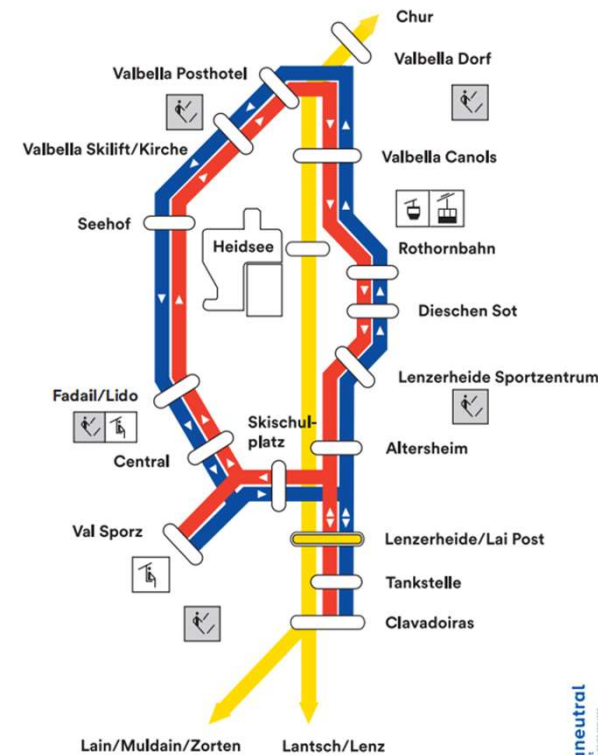 Chur
Valbella Dorf
Valbella Posthotel
Valbella Skilift/Kirche
Valbella Canols
Seehof
Heidsee
Rothornbahn
Dieschen Sot
Fadail/Lido
Lenzerheide Sportzentrum
Skischul-
platz
Central
Altersheim
Val Sporz
Lenzerheide/Lai Post
Tankstelle
Clavadoiras
Lain/Muldain/Zorten
Lantsch/Lenz
neutral